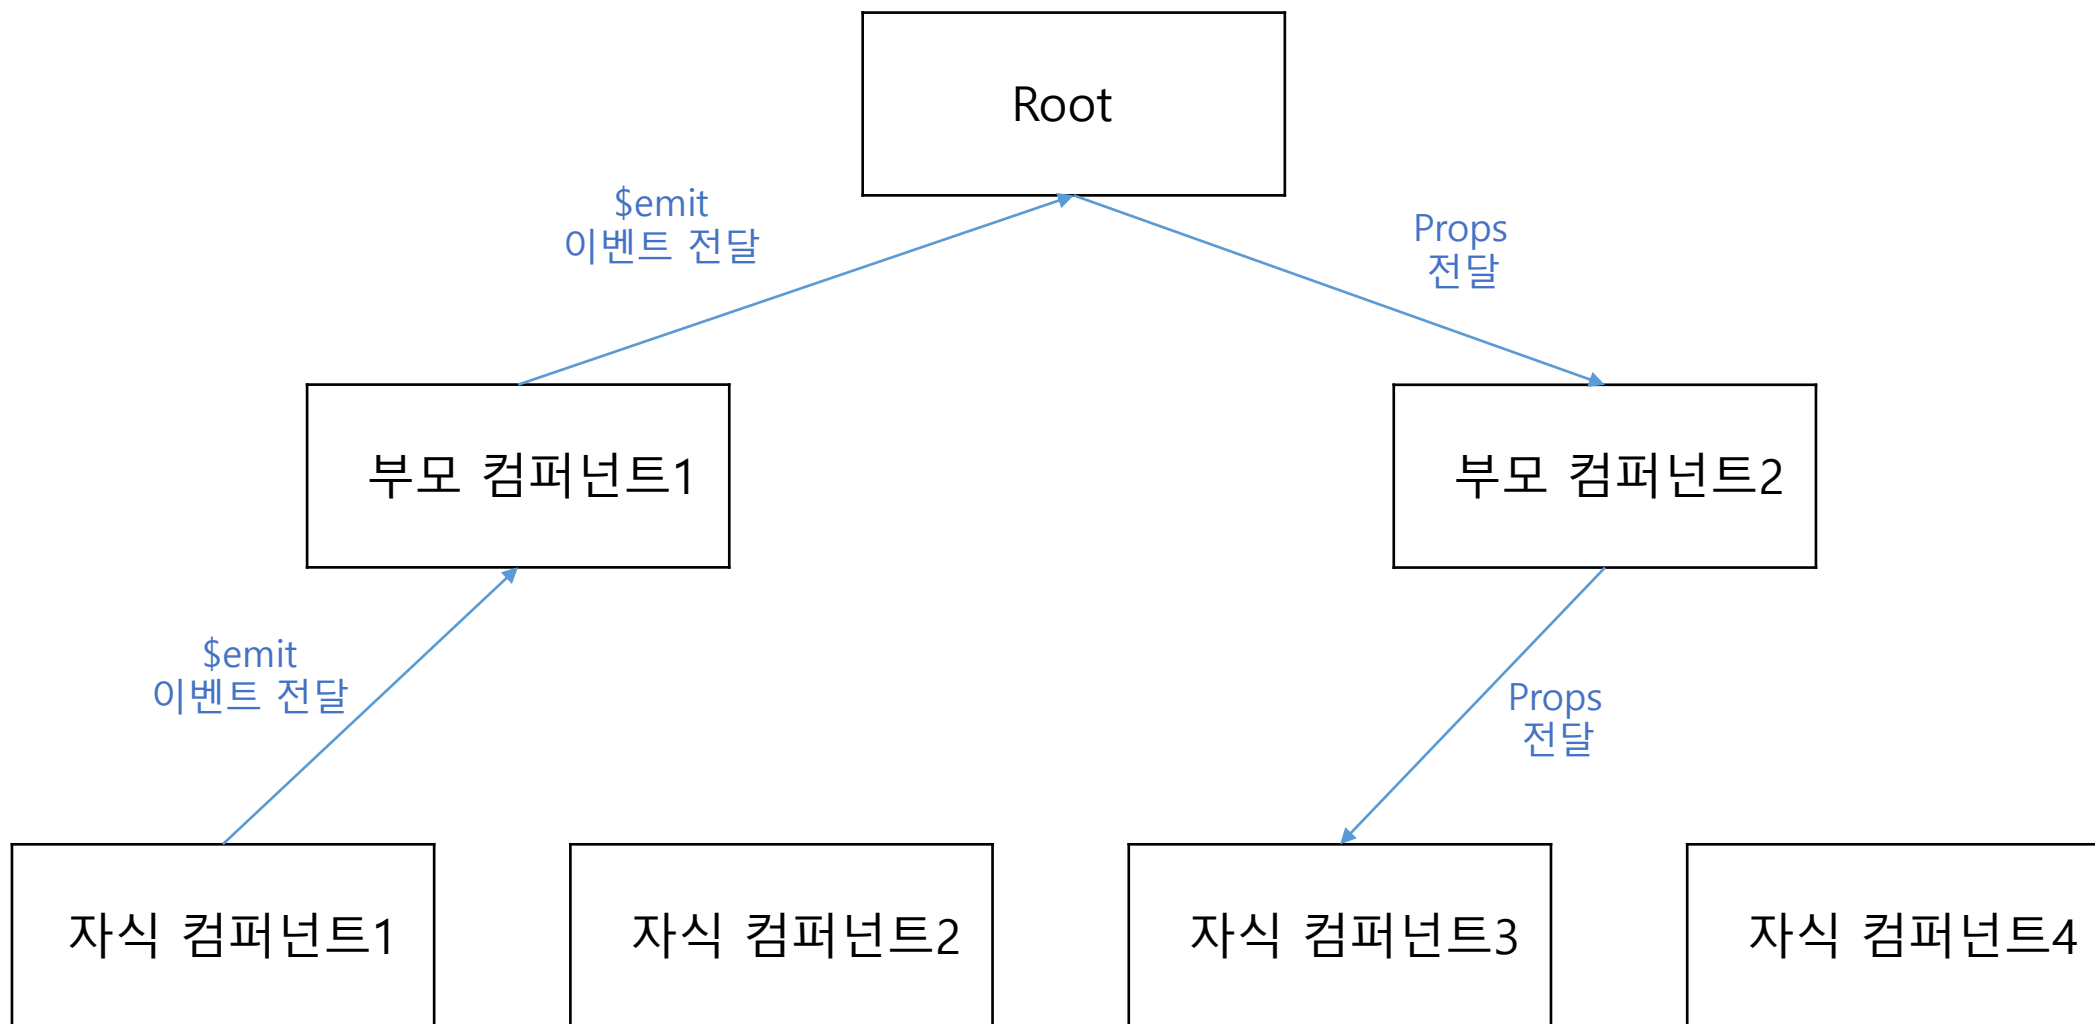 Root
$emit
이벤트 전달
Props
전달
부모 컴퍼넌트1
부모 컴퍼넌트2
$emit
이벤트 전달
Props
전달
자식 컴퍼넌트1
자식 컴퍼넌트2
자식 컴퍼넌트3
자식 컴퍼넌트4